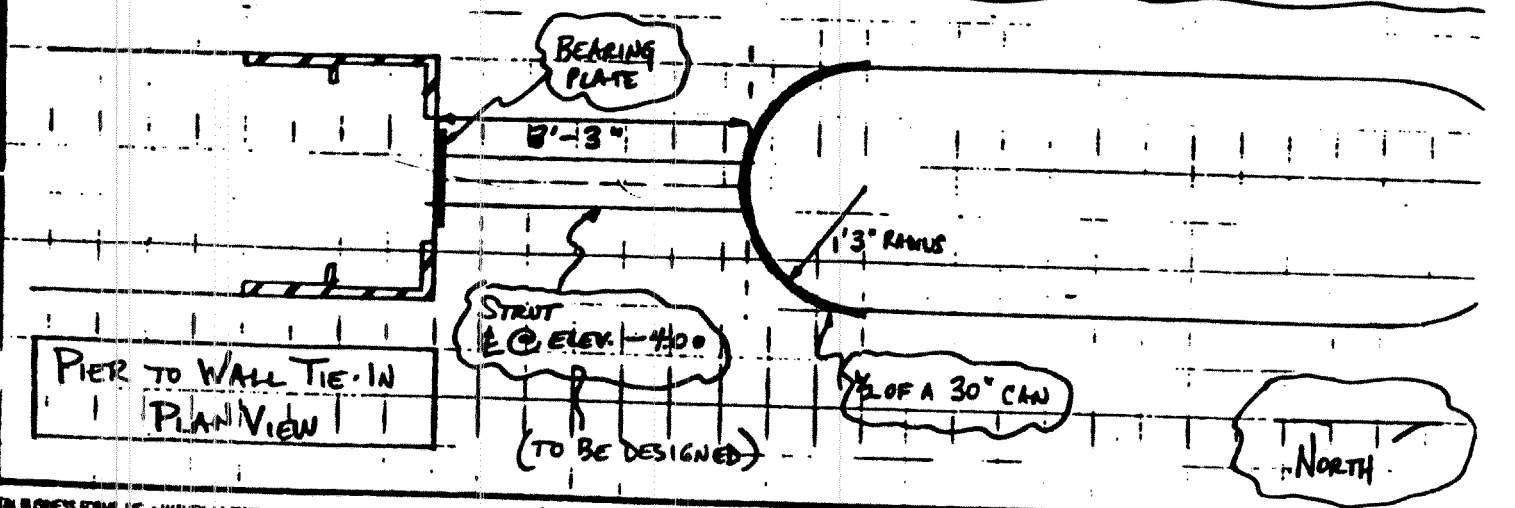 BEARING
PLATE
3'-3"
1'3" RADIUS
STRUT
℄ @ ELEV. -4.00
½ OF A 30" CAN
PIER TO WALL TIE-IN
PLAN VIEW
(TO BE DESIGNED)
NORTH